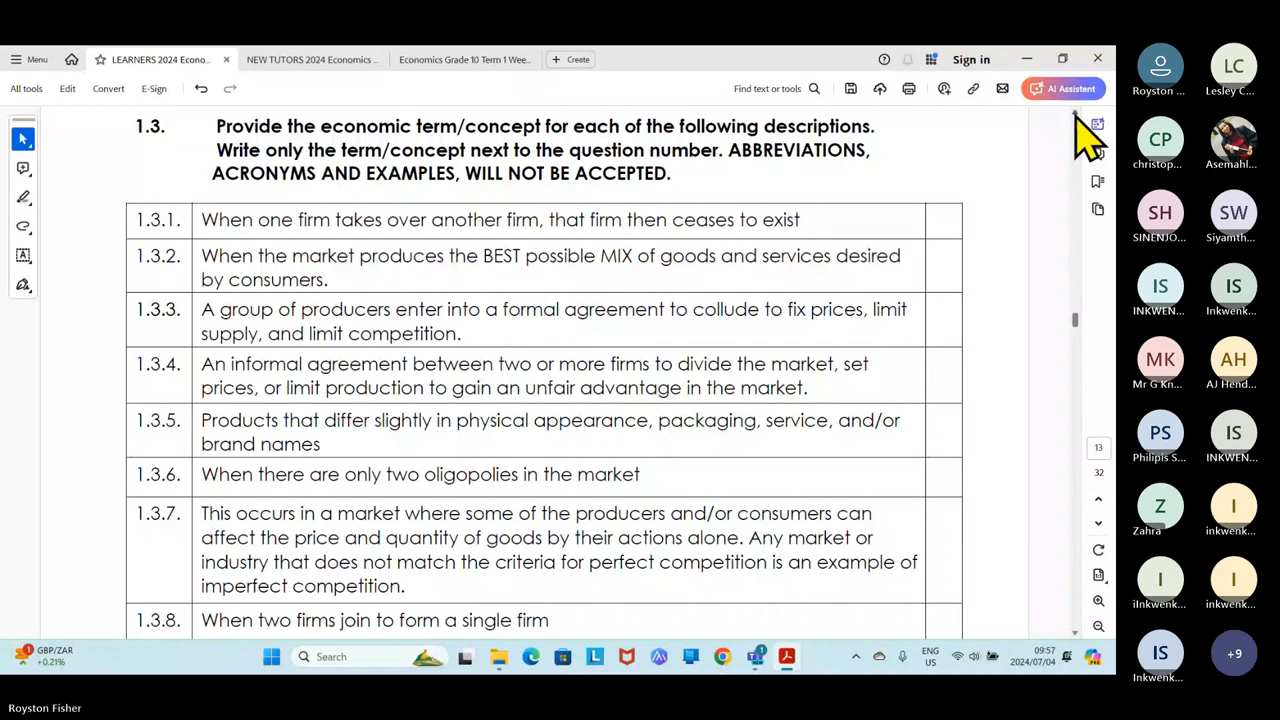 Menu
LEARNERS 2024 Econo...
NEW TUTORS 2024 Economics ...
Economics Grade 10 Term 1 Wee...
+ Create
Sign in
All tools
Edit
Convert
E-Sign
Find text or tools
AI Assistant
1.3. Provide the economic term/concept for each of the following descriptions.
Write only the term/concept next to the question number. ABBREVIATIONS,
ACRONYMS AND EXAMPLES, WILL NOT BE ACCEPTED.
1.3.1. When one firm takes over another firm, that firm then ceases to exist
1.3.2. When the market produces the BEST possible MIX of goods and services desired
by consumers.
1.3.3. A group of producers enter into a formal agreement to collude to fix prices, limit
supply, and limit competition.
1.3.4. An informal agreement between two or more firms to divide the market, set
prices, or limit production to gain an unfair advantage in the market.
1.3.5. Products that differ slightly in physical appearance, packaging, service, and/or
brand names
1.3.6. When there are only two oligopolies in the market
1.3.7. This occurs in a market where some of the producers and/or consumers can
affect the price and quantity of goods by their actions alone. Any market or
industry that does not match the criteria for perfect competition is an example of
imperfect competition.
1.3.8. When two firms join to form a single firm
13
32
1
GBP/ZAR
+0,21%
Search
ENG
US
09:57
2024/07/04
Royston ...
LC
Lesley C...
CP
christop...
Asemahl...
SH
SINENJO...
SW
Siyamth...
IS
INKWEN...
IS
Inkwenk...
MK
Mr G Kn...
AH
AJ Hend...
PS
Philipis S...
IS
INKWEN...
Z
Zahra
I
inkwenk...
I
iInkwenk...
I
inkwenk...
IS
Inkwenk...
+9
Royston Fisher